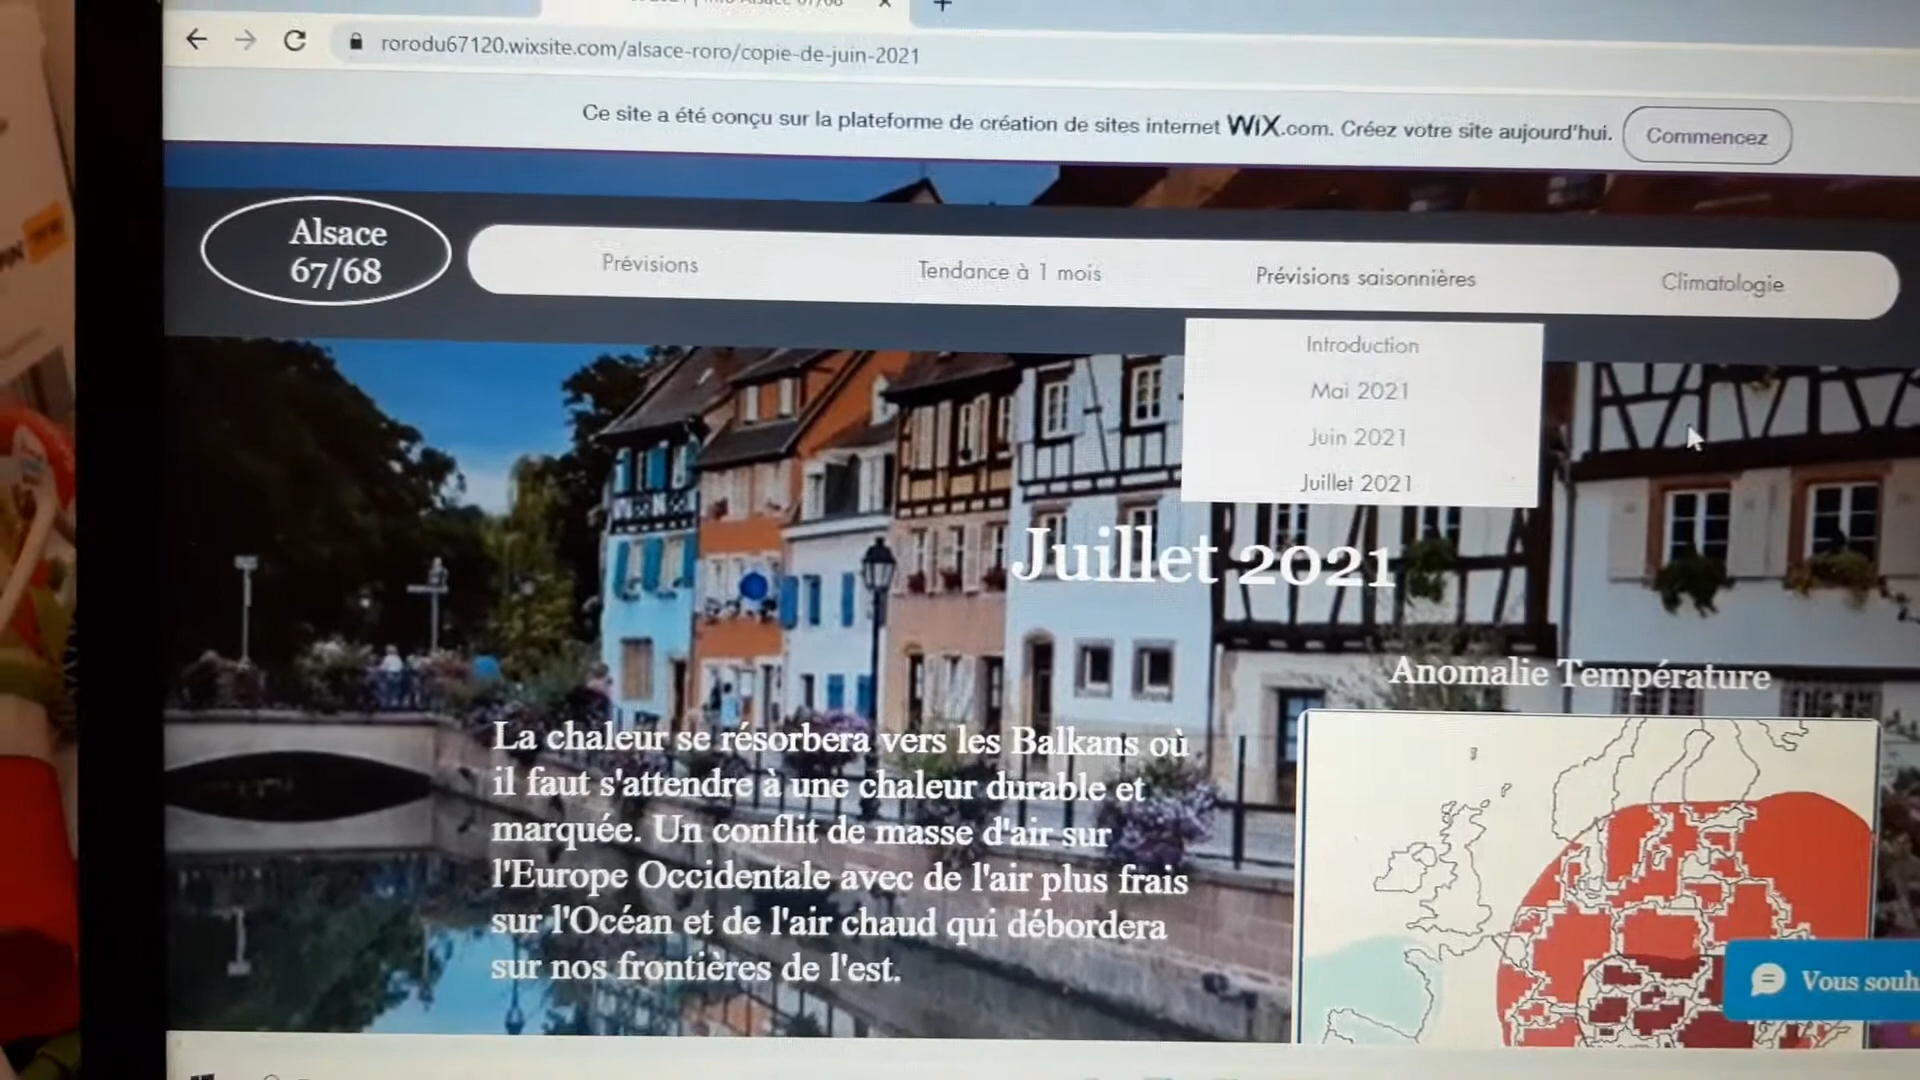 rorodu67120.wixsite.com/alsace-roro/copie-de-juin-2021
Ce site a été conçu sur la plateforme de création de sites internet WiX.com. Créez votre site aujourd'hui.
Commencez
Alsace
67/68
Prévisions
Tendance à 1 mois
Prévisions saisonnières
Climatologie
Introduction
Mai 2021
Juin 2021
Juillet 2021
Juillet 2021
Anomalie Température
La chaleur se résorbera vers les Balkans où
il faut s'attendre à une chaleur durable et
marquée. Un conflit de masse d'air sur
l'Europe Occidentale avec de l'air plus frais
sur l'Océan et de l'air chaud qui débordera
sur nos frontières de l'est.
Vous souh